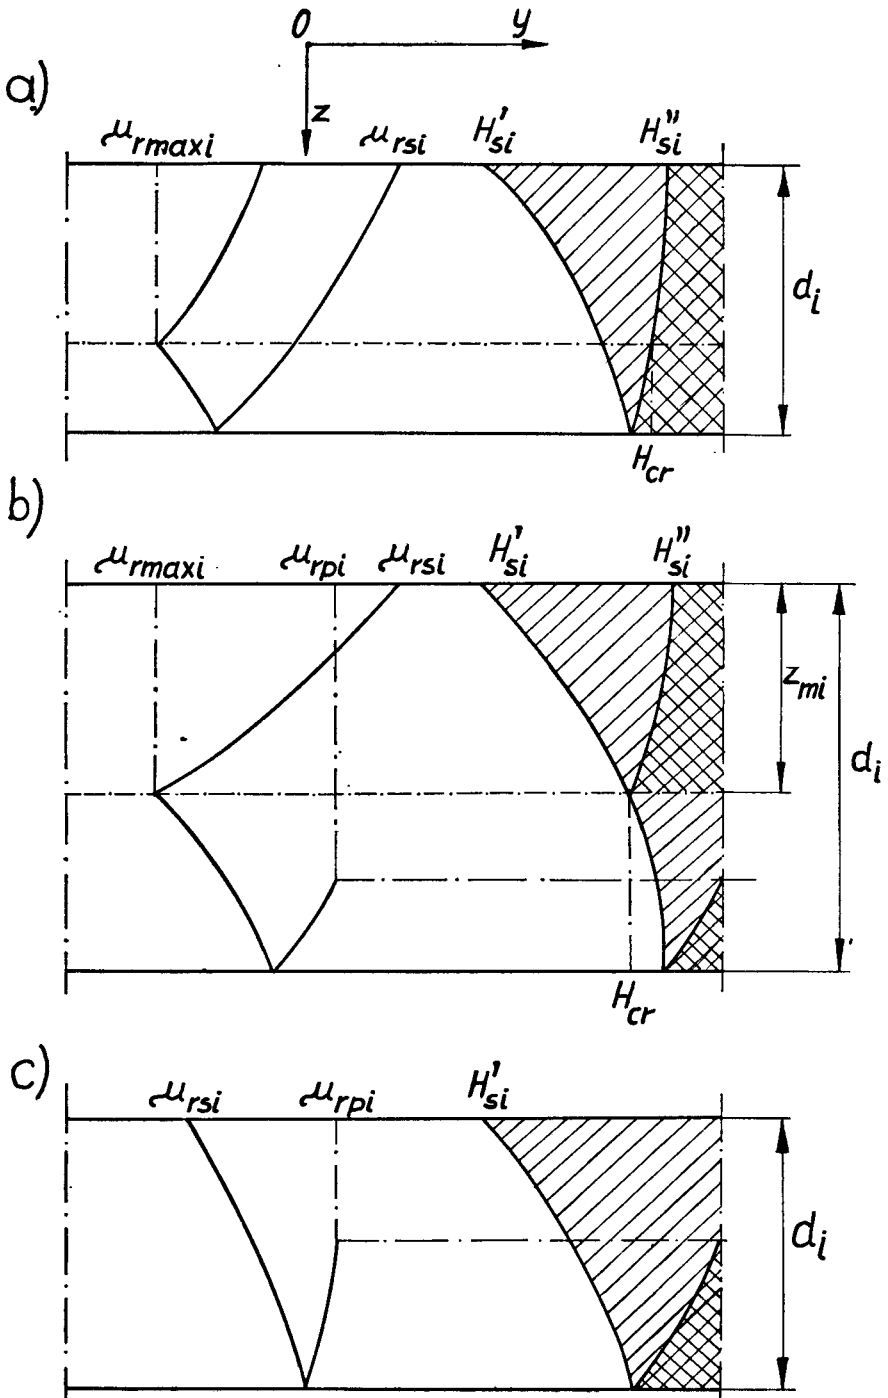 0 y
a)
z
μrmaxi μrsi H'si H"si
di
Hcr
b)
μrmaxi μrpi μrsi H'si H"si
zmi
di
Hcr
c)
μrsi μrpi H'si
di